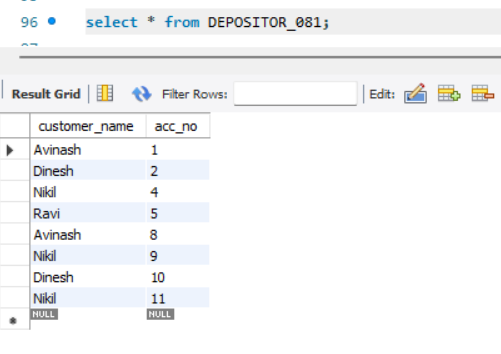 96 select * from DEPOSITOR_081;
Result Grid Filter Rows: Edit:
customer_name acc_no
Avinash 1
Dinesh 2
Nikil 4
Ravi 5
Avinash 8
Nikil 9
Dinesh 10
Nikil 11
NULL NULL